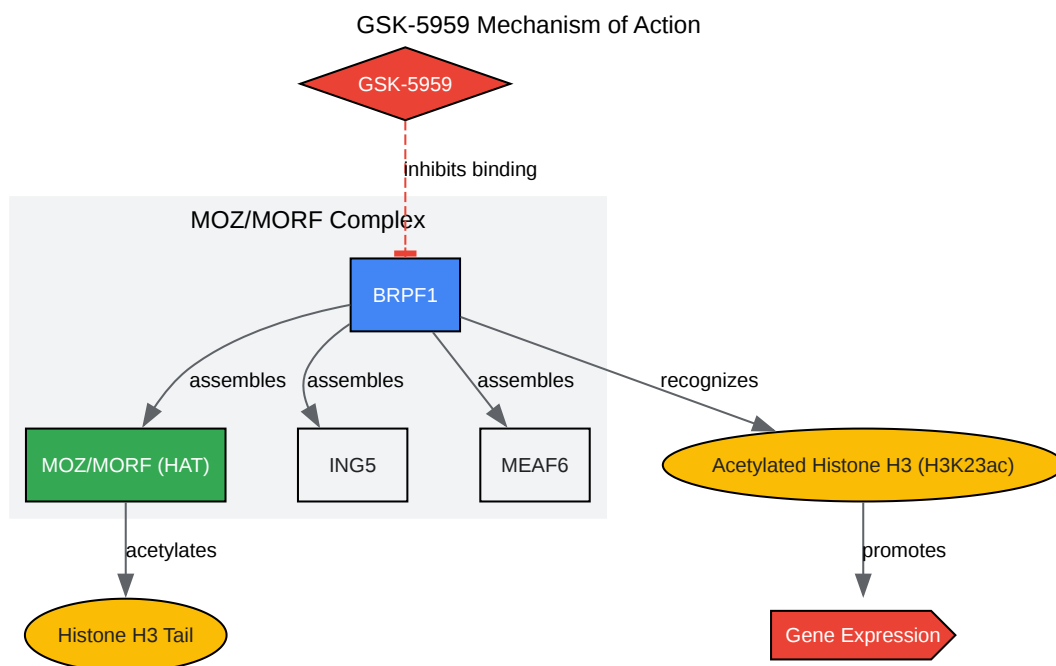 GSK-5959 Mechanism of Action
GSK-5959
inhibits binding
MOZ/MORF Complex
BRPF1
assembles
assembles
assembles
recognizes
MOZ/MORF (HAT)
ING5
MEAF6
Acetylated Histone H3 (H3K23ac)
acetylates
promotes
Histone H3 Tail
Gene Expression